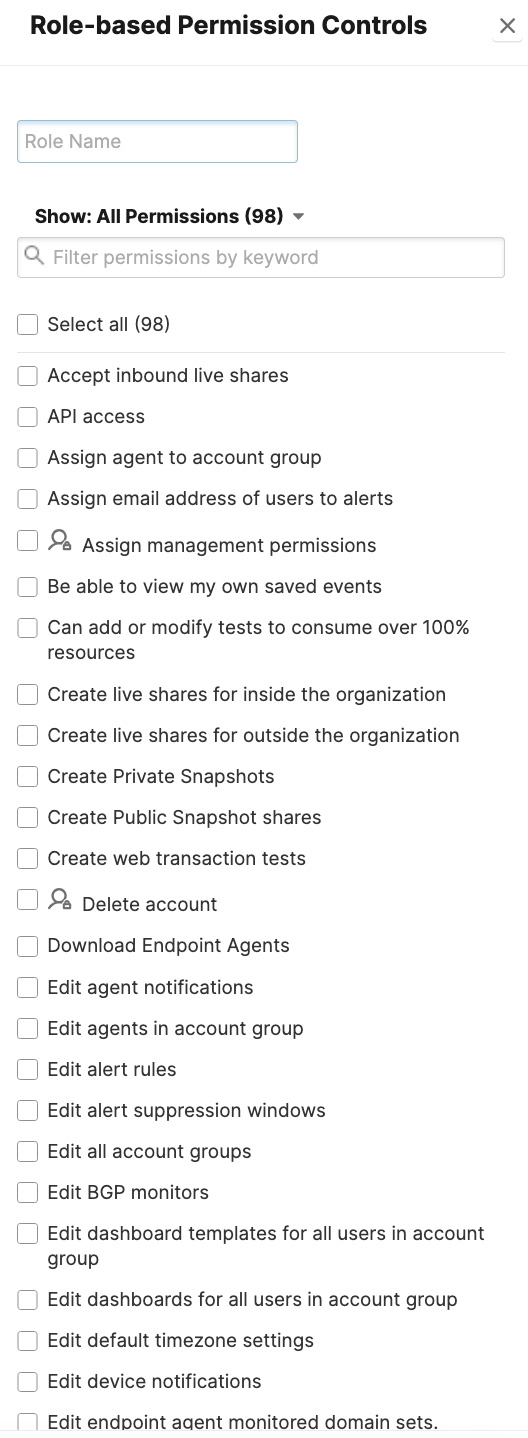 Role-based Permission Controls
Role Name
Show: All Permissions (98)
Filter permissions by keyword
Select all (98)
Accept inbound live shares
API access
Assign agent to account group
Assign email address of users to alerts
Assign management permissions
Be able to view my own saved events
Can add or modify tests to consume over 100%
resources
Create live shares for inside the organization
Create live shares for outside the organization
Create Private Snapshots
Create Public Snapshot shares
Create web transaction tests
Delete account
Download Endpoint Agents
Edit agent notifications
Edit agents in account group
Edit alert rules
Edit alert suppression windows
Edit all account groups
Edit BGP monitors
Edit dashboard templates for all users in account
group
Edit dashboards for all users in account group
Edit default timezone settings
Edit device notifications
Edit endpoint agent monitored domain sets.